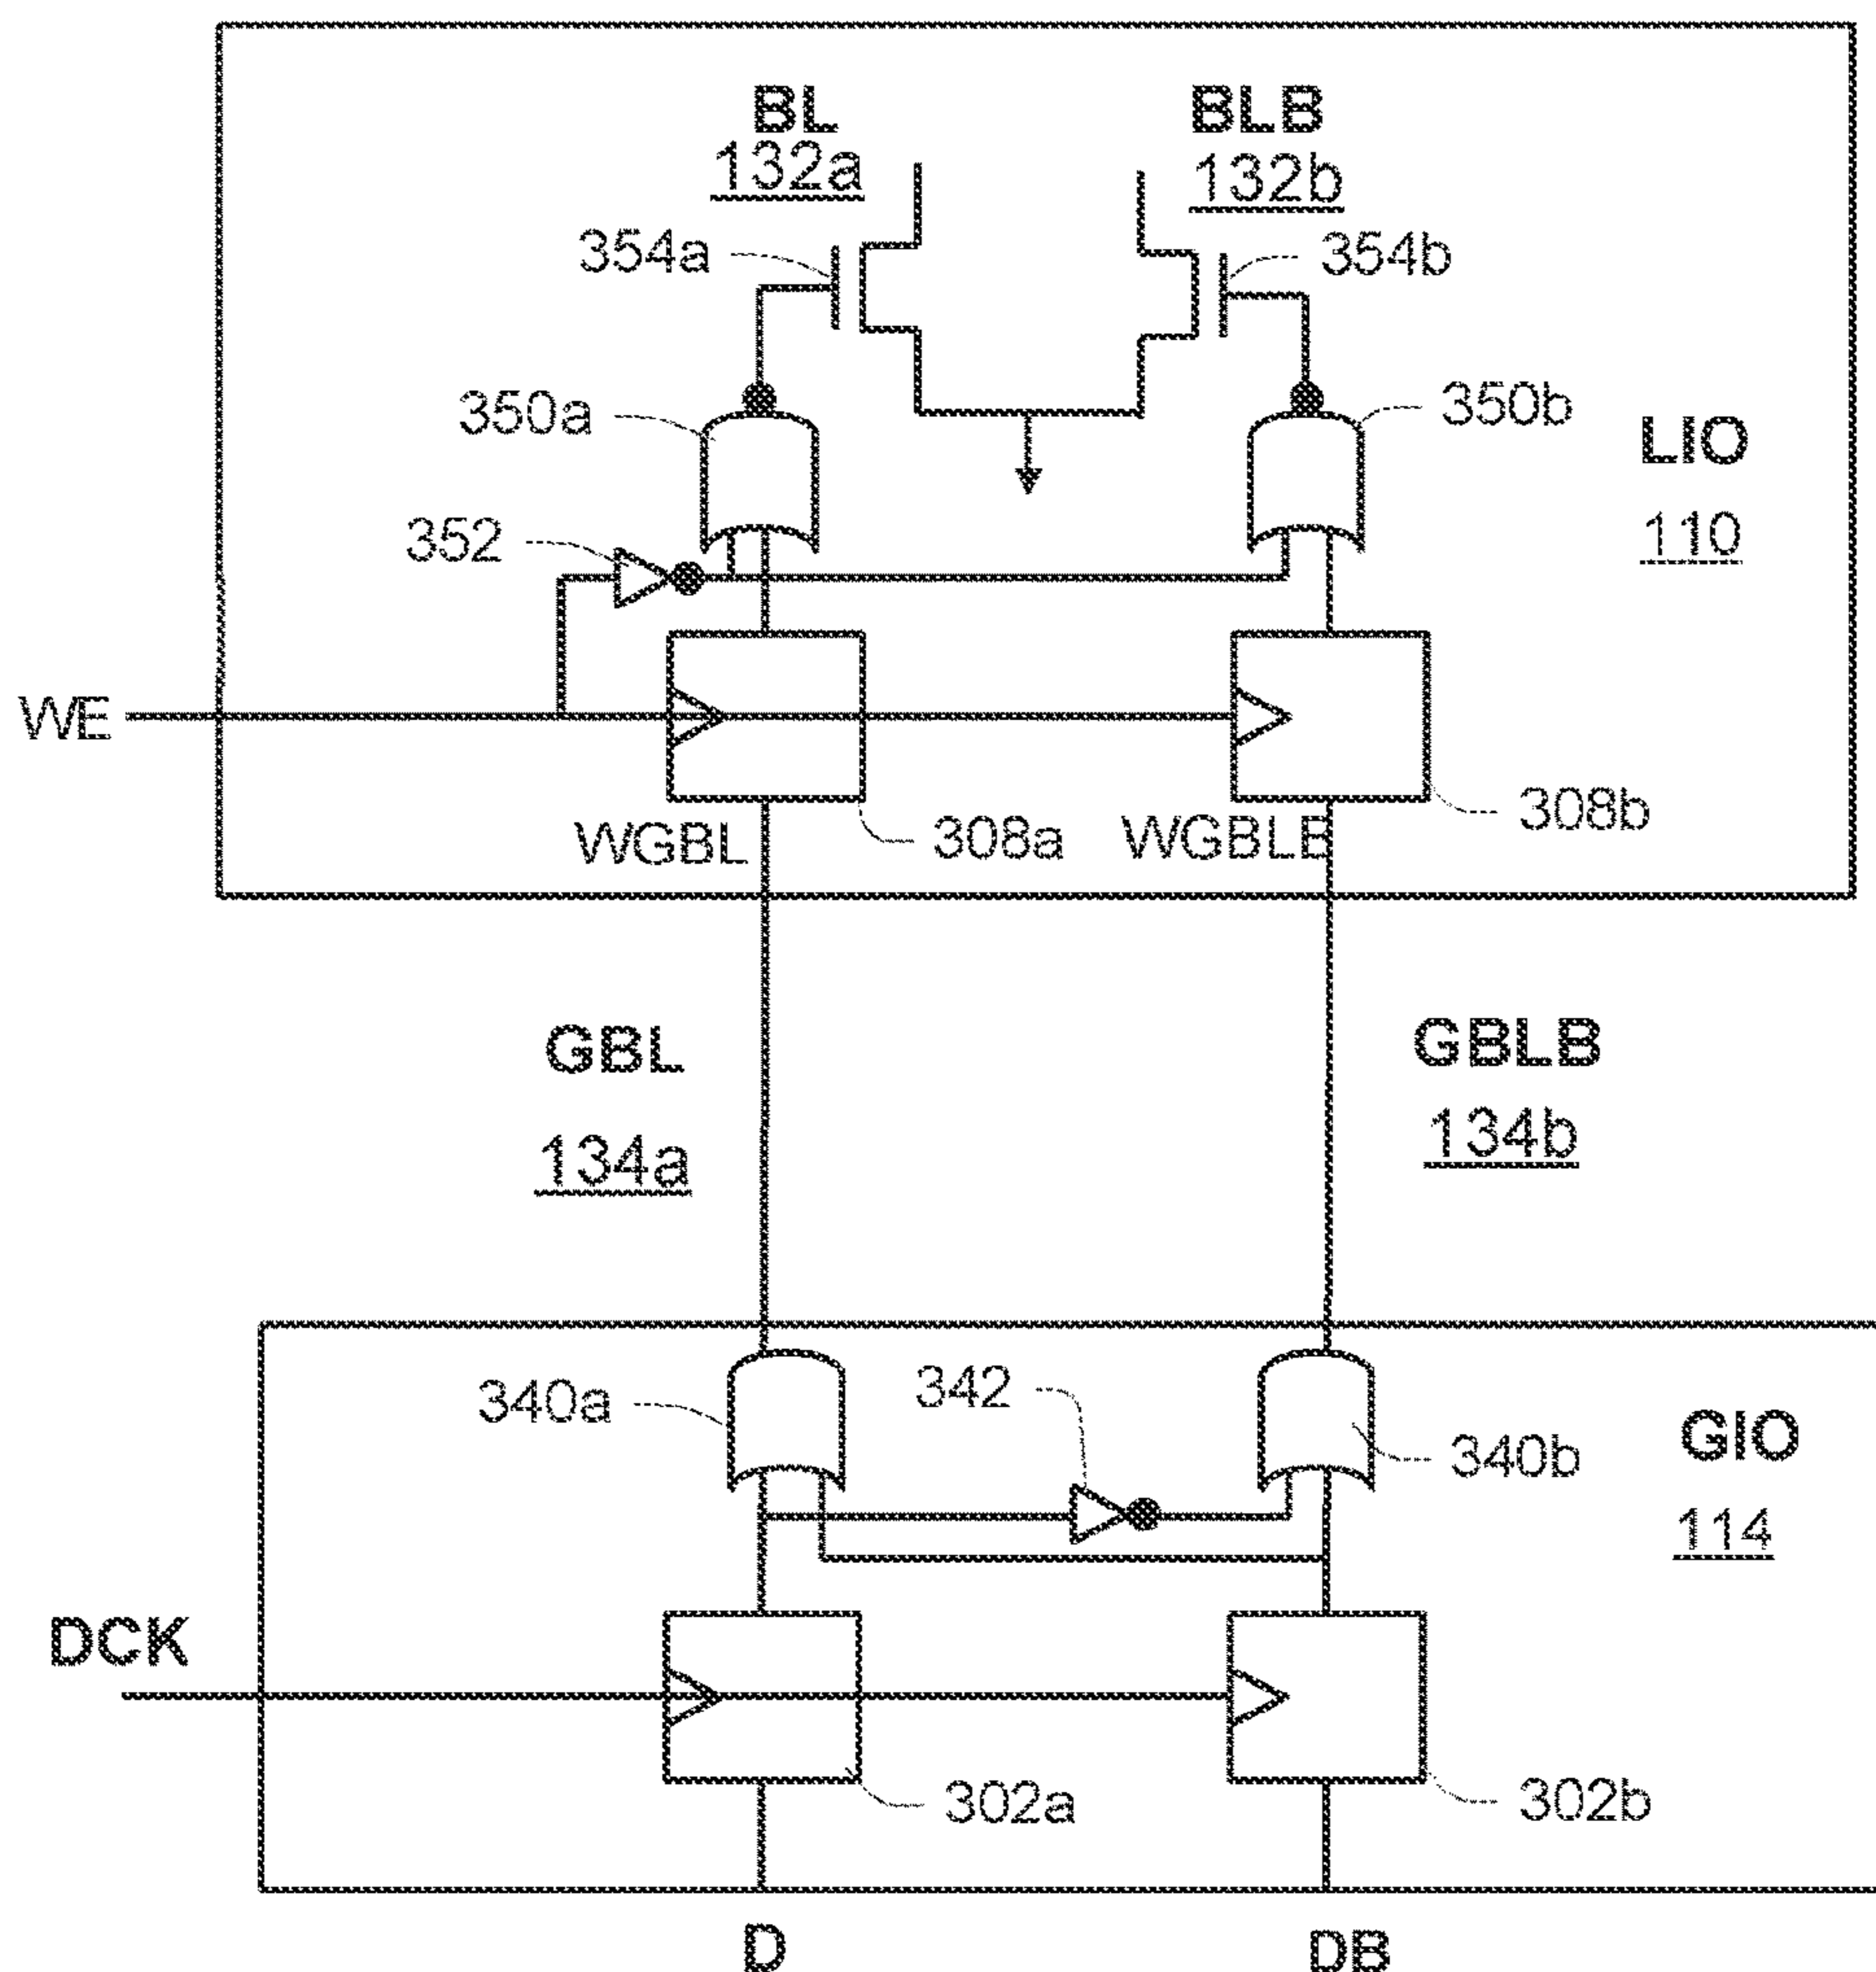 BL
132a
BLB
132b
354a
354b
350a
350b
LIO
110
352
WE
WGBL
308a
WGBLB
308b
GBL
134a
GBLB
134b
340a
342
340b
GIO
114
DCK
302a
302b
D
DB